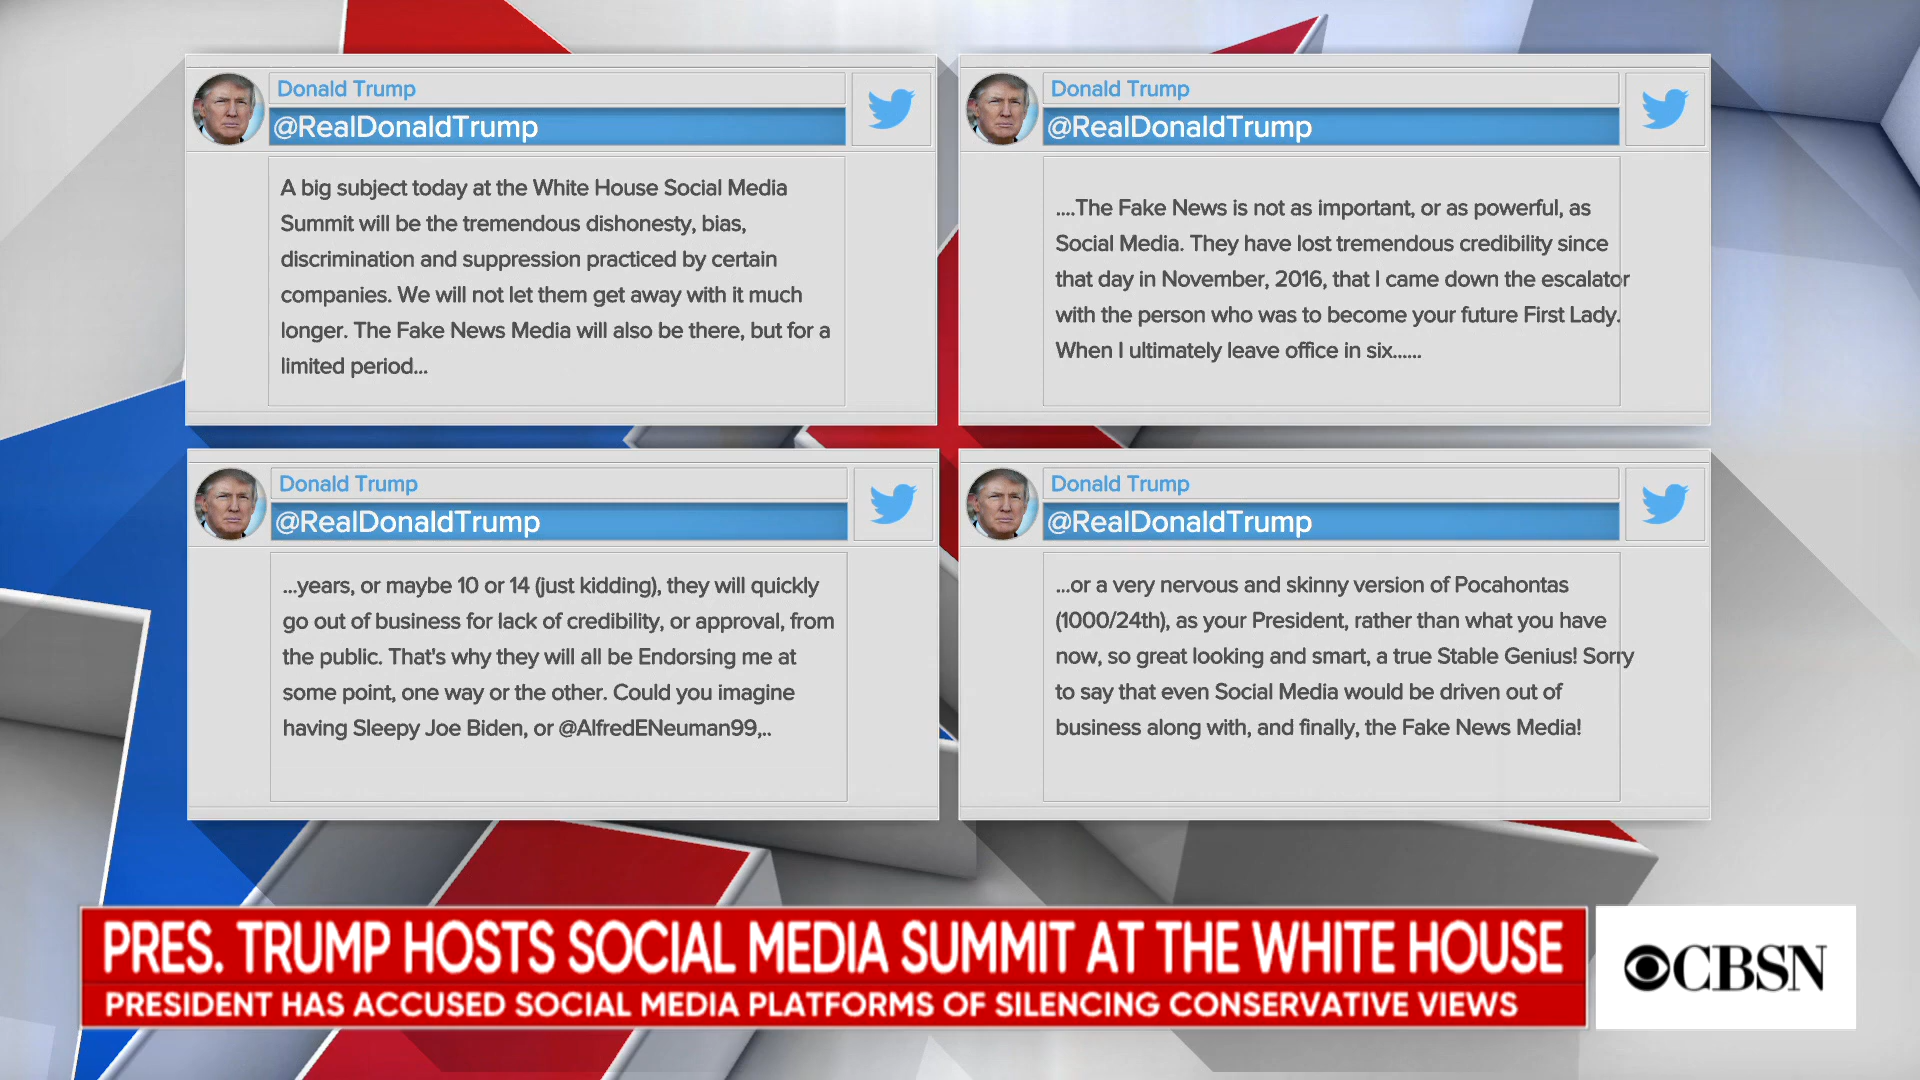 Donald Trump
@RealDonaldTrump
A big subject today at the White House Social Media
Summit will be the tremendous dishonesty, bias,
discrimination and suppression practiced by certain
companies. We will not let them get away with it much
longer. The Fake News Media will also be there, but for a
limited period...
Donald Trump
@RealDonaldTrump
....The Fake News is not as important, or as powerful, as
Social Media. They have lost tremendous credibility since
that day in November, 2016, that I came down the escalator
with the person who was to become your future First Lady.
When I ultimately leave office in six......
Donald Trump
@RealDonaldTrump
...years, or maybe 10 or 14 (just kidding), they will quickly
go out of business for lack of credibility, or approval, from
the public. That's why they will all be Endorsing me at
some point, one way or the other. Could you imagine
having Sleepy Joe Biden, or @AlfredENeuman99,..
Donald Trump
@RealDonaldTrump
...or a very nervous and skinny version of Pocahontas
(1000/24th), as your President, rather than what you have
now, so great looking and smart, a true Stable Genius! Sorry
to say that even Social Media would be driven out of
business along with, and finally, the Fake News Media!
PRES. TRUMP HOSTS SOCIAL MEDIA SUMMIT AT THE WHITE HOUSE
PRESIDENT HAS ACCUSED SOCIAL MEDIA PLATFORMS OF SILENCING CONSERVATIVE VIEWS
CBSN